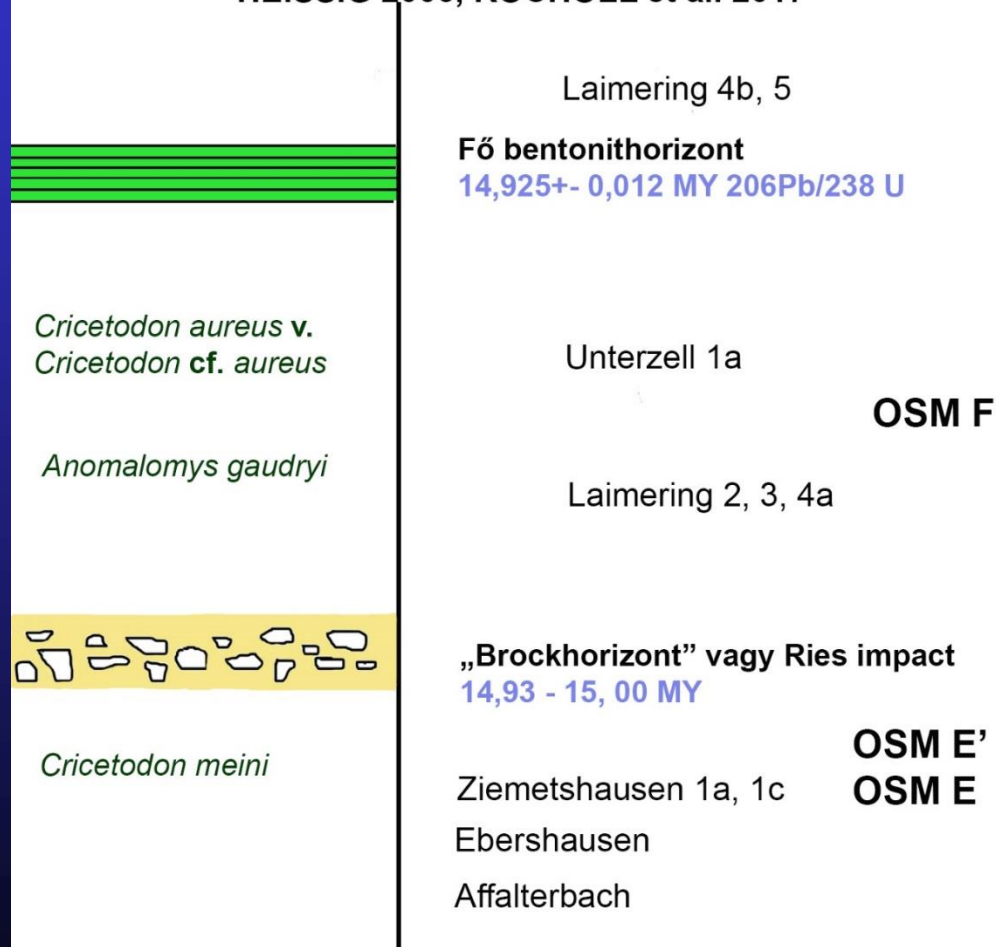 Laimering 4b, 5
Fő bentonithorizont
14,925+- 0,012 MY 206Pb/238 U
Cricetodon aureus v.
Cricetodon cf. aureus
Unterzell 1a
OSM F
Anomalomys gaudryi
Laimering 2, 3, 4a
„Brockhorizont” vagy Ries impact
14,93 - 15, 00 MY
OSM E’
Cricetodon meini
Ziemetshausen 1a, 1c OSM E
Ebershausen
Affalterbach